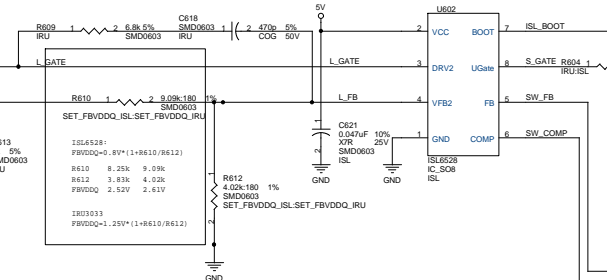 5V
R609
IRU
1
2
6.8k 5%
SMD0603
C618
SMD0603
IRU
1
2
470p 5%
COG 50V
U602
L_GATE
L_GATE
2
VCC
BOOT
7
ISL_BOOT
3
DRV2
UGate
8
S_GATE
R604
IRU:ISL
R610
1
2
9.09k:180 1%
SMD0603
SET_FBVDDQ_ISL:SET_FBVDDQ_IRU
L_FB
4
VFB2
FB
5
SW_FB
1
GND
COMP
6
SW_COMP
C621
0.047uF 10%
X7R 25V
SMD0603
ISL
1
2
GND
GND
ISL6528
IC_SO8
ISL
613
5%
MD0603
U
ISL6528:
FBVDDQ=0.8V*(1+R610/R612)
R610 8.25k 9.09k
R612 3.83k 4.02k
FBVDDQ 2.52V 2.61V
IRU3033
FBVDDQ=1.25V*(1+R610/R612)
1
2
R612
4.02k:180 1%
SMD0603
SET_FBVDDQ_ISL:SET_FBVDDQ_IRU
GND